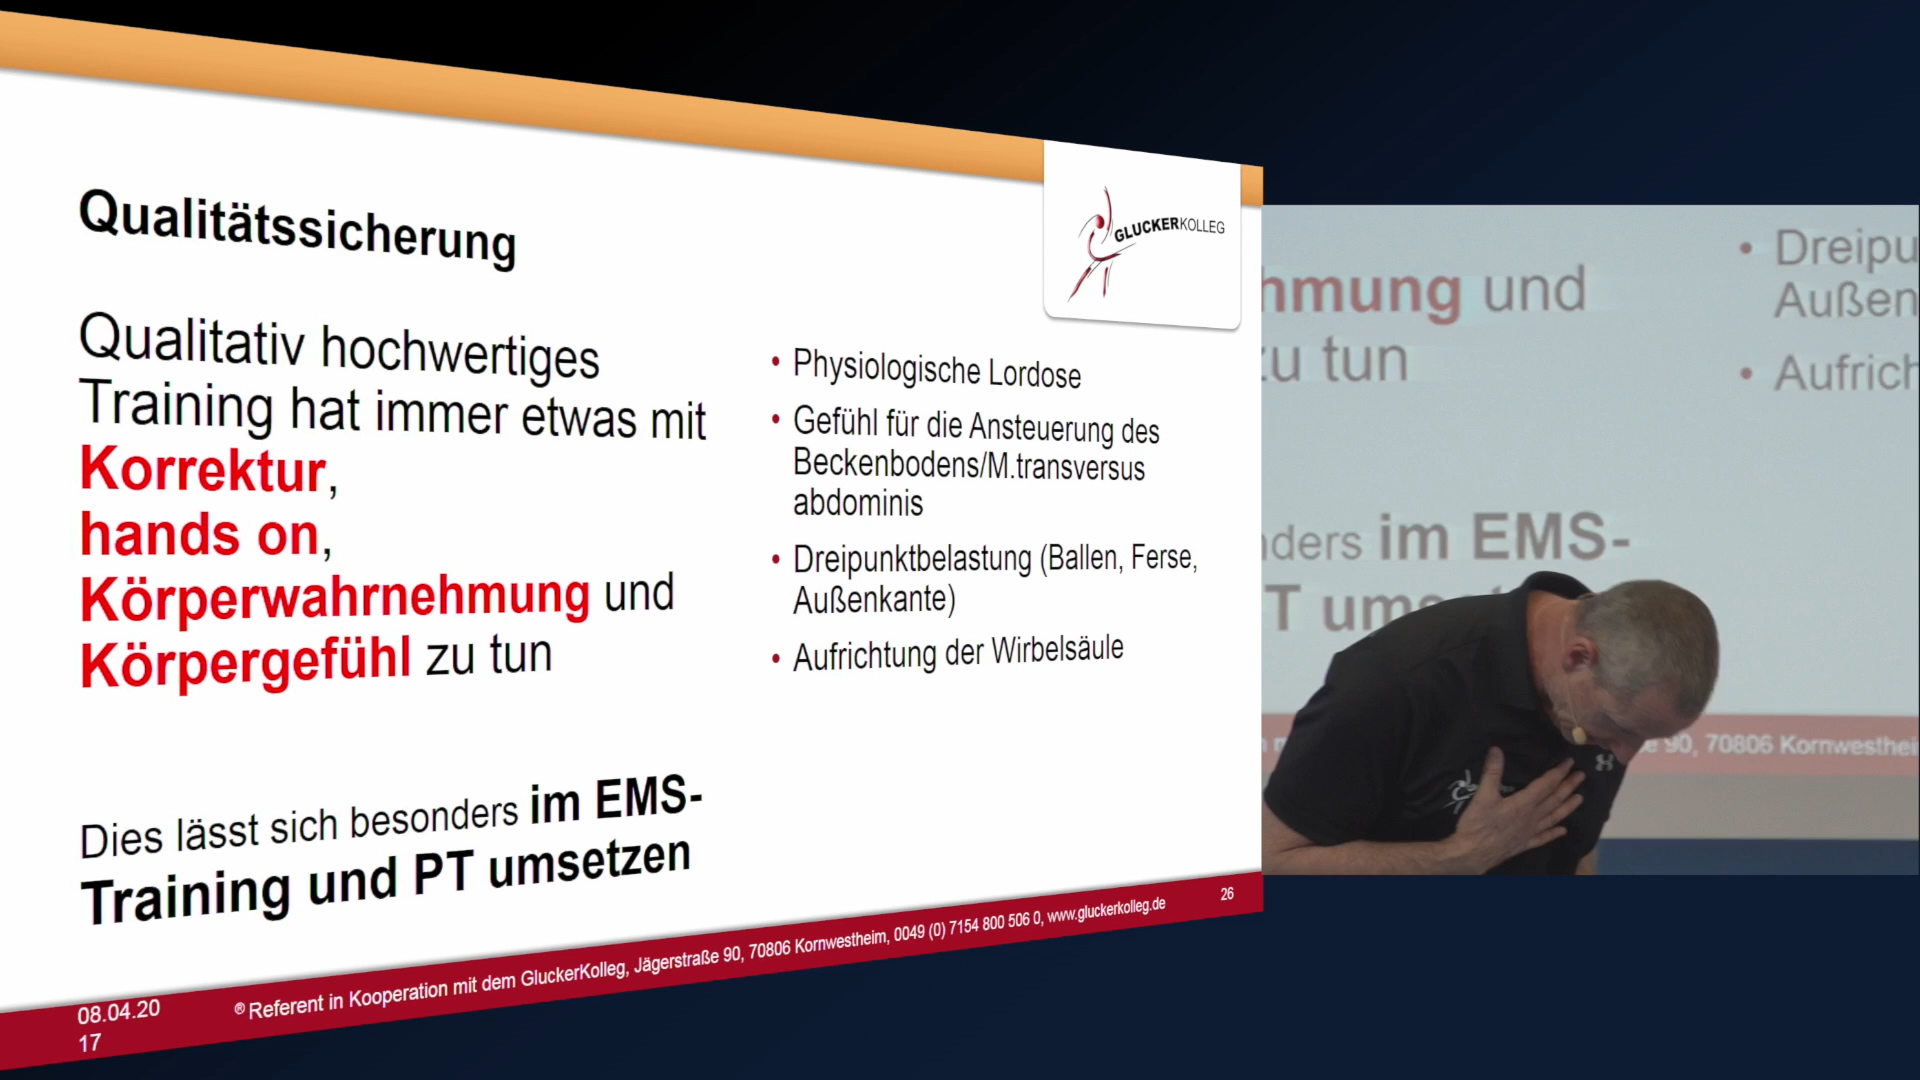 Qualitätssicherung
Qualitativ hochwertiges
Training hat immer etwas mit
Korrektur,
hands on,
Körperwahrnehmung und
Körpergefühl zu tun
Dies lässt sich besonders im EMS-
Training und PT umsetzen
GLUCKERKOLLEG
• Physiologische Lordose
• Gefühl für die Ansteuerung des
Beckenbodens/M.transversus
abdominis
• Dreipunktbelastung (Ballen, Ferse,
Außenkante)
• Aufrichtung der Wirbelsäule
08.04.20
17
® Referent in Kooperation mit dem GluckerKolleg, Jägerstraße 90, 70806 Kornwestheim, 0049 (0) 7154 800 506 0, www.gluckerkolleg.de
26
hmung und
zu tun
nders im EMS-
T ums
• Dreipu
Außen
• Aufrich
e 90, 70806 Kornwesthei